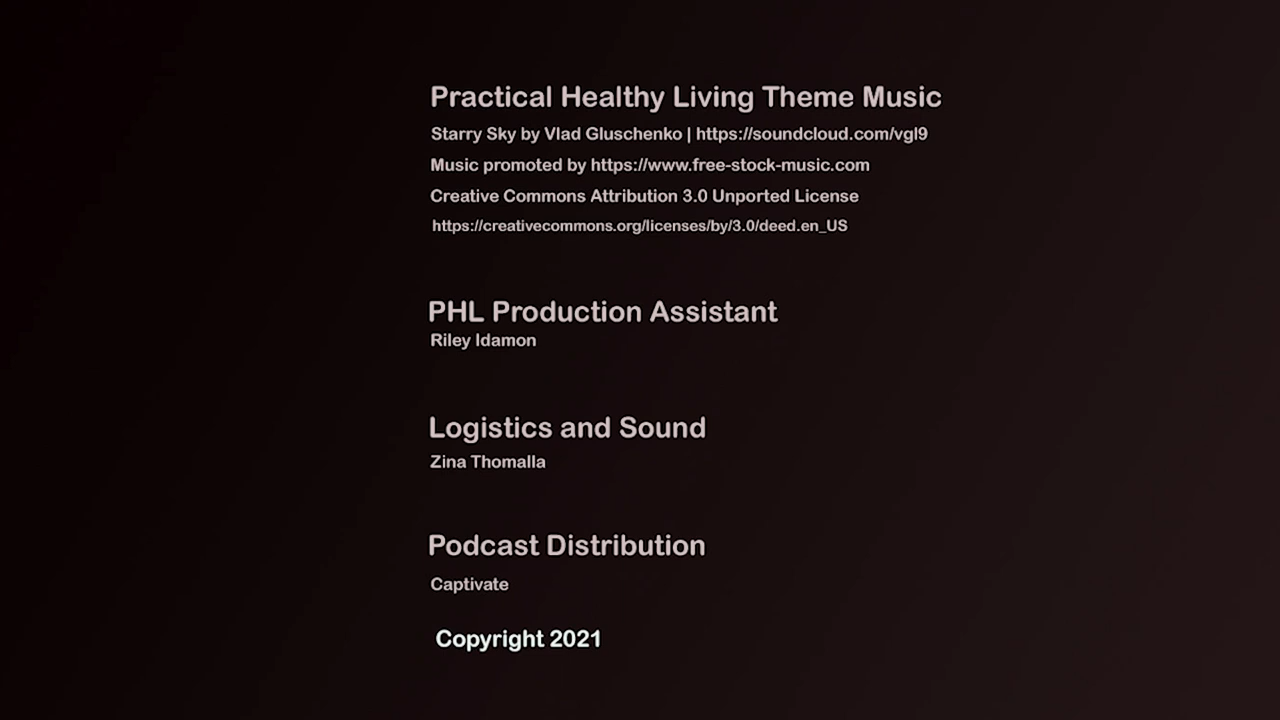 Practical Healthy Living Theme Music
Starry Sky by Vlad Gluschenko | https://soundcloud.com/vgl9
Music promoted by https://www.free-stock-music.com
Creative Commons Attribution 3.0 Unported License
https://creativecommons.org/licenses/by/3.0/deed.en_US
PHL Production Assistant
Riley Idamon
Logistics and Sound
Zina Thomalla
Podcast Distribution
Captivate
Copyright 2021